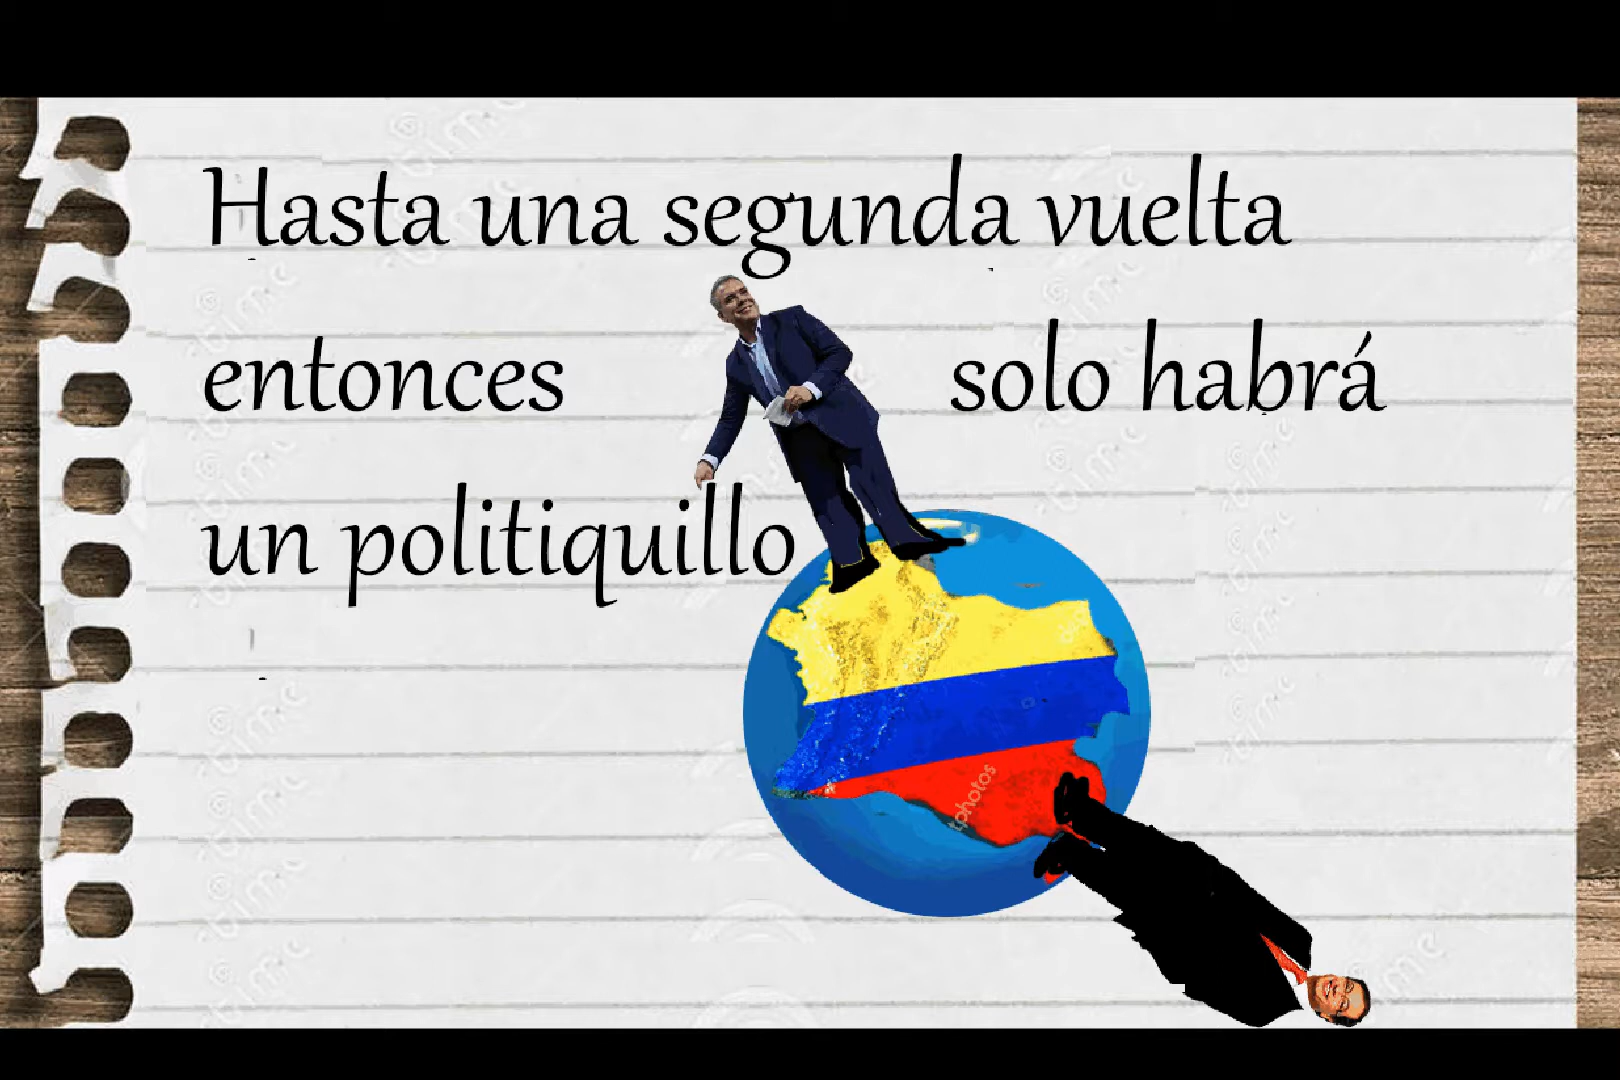 Hasta una segunda vuelta
entonces solo habrá
un politiquillo